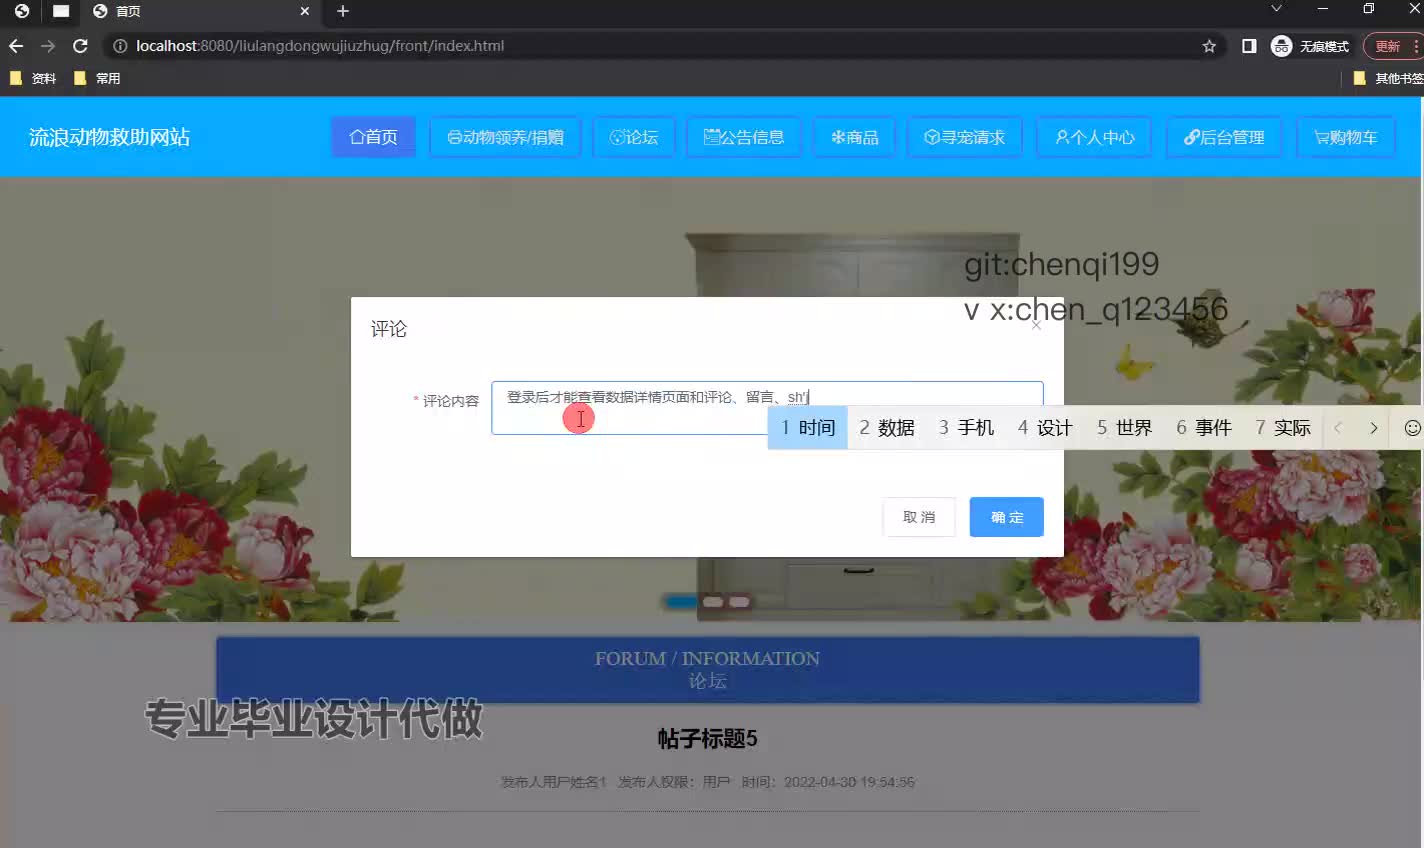 首页
localhost:8080/liulangdongwujiuzhug/front/index.html
无痕模式
更新
资料
常用
其他书签
流浪动物救助网站
首页
动物领养/捐赠
论坛
公告信息
商品
寻宠请求
个人中心
后台管理
购物车
git:chenqi199
v x:chen_q123456
评论
* 评论内容
登录后才能查看数据详情页面和评论、留言、sh'j
1 时间 2 数据 3 手机 4 设计 5 世界 6 事件 7 实际
取 消
确 定
FORUM / INFORMATION
论坛
专业毕业设计代做
帖子标题5
发布人用户姓名1 发布人权限：用户 时间：2022-04-30 19:54:56